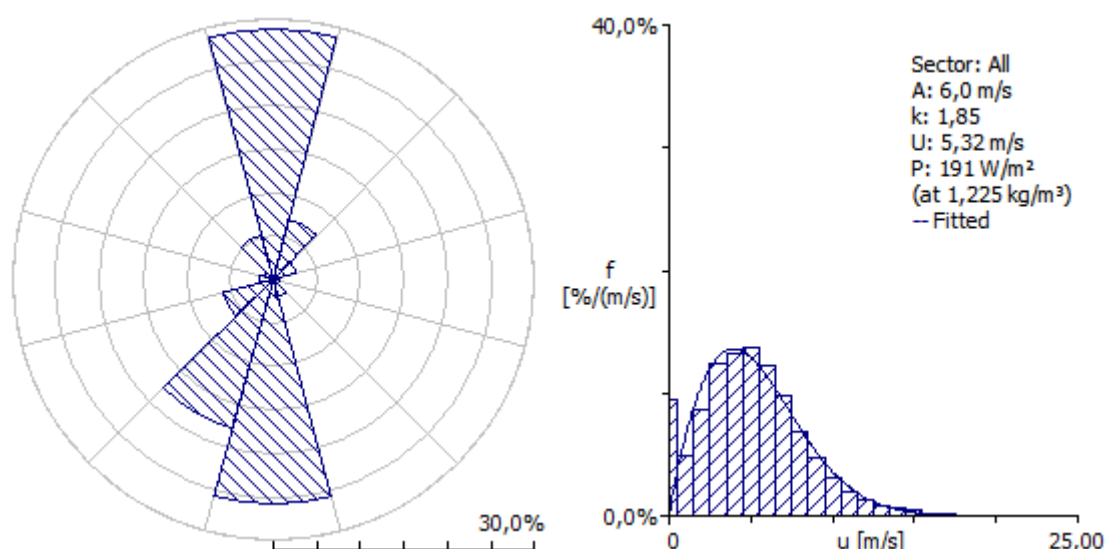 30,0%
40,0%
f
[%/(m/s)]
0,0%
0
u [m/s]
25,00
Sector: All
A: 6,0 m/s
k: 1,85
U: 5,32 m/s
P: 191 W/m²
(at 1,225 kg/m³)
-- Fitted